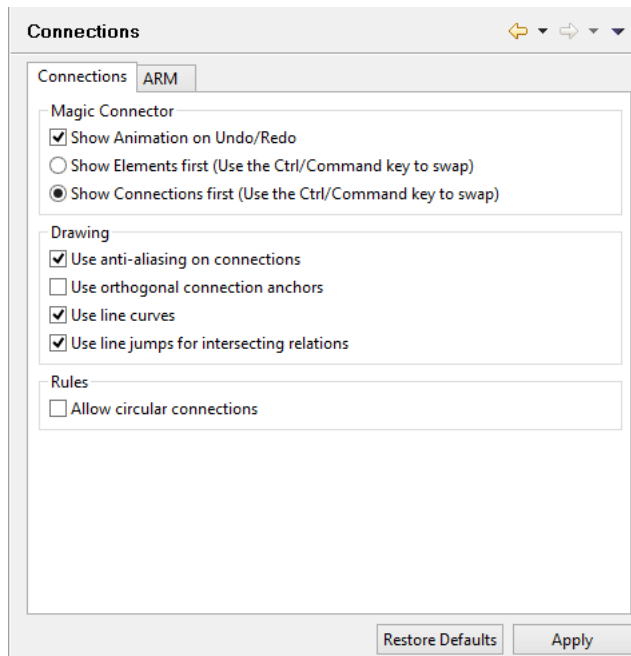 Connections
Connections ARM
Magic Connector
Show Animation on Undo/Redo
Show Elements first (Use the Ctrl/Command key to swap)
Show Connections first (Use the Ctrl/Command key to swap)
Drawing
Use anti-aliasing on connections
Use orthogonal connection anchors
Use line curves
Use line jumps for intersecting relations
Rules
Allow circular connections
Restore Defaults Apply